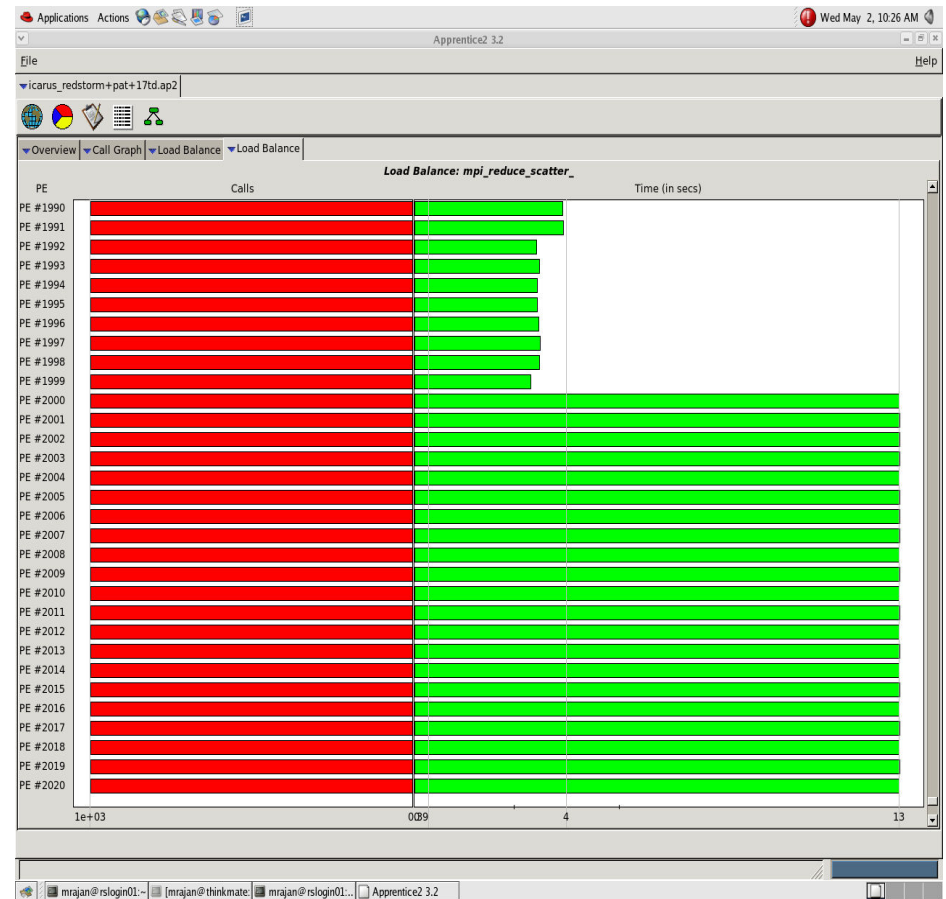 Applications Actions Wed May 2, 10:26 AM
Apprentice2 3.2
File Help
icarus_redstorm+pat+17td.ap2
Overview Call Graph Load Balance Load Balance
Load Balance: mpi_reduce_scatter_
PE Calls Time (in secs)
PE #1990
PE #1991
PE #1992
PE #1993
PE #1994
PE #1995
PE #1996
PE #1997
PE #1998
PE #1999
PE #2000
PE #2001
PE #2002
PE #2003
PE #2004
PE #2005
PE #2006
PE #2007
PE #2008
PE #2009
PE #2010
PE #2011
PE #2012
PE #2013
PE #2014
PE #2015
PE #2016
PE #2017
PE #2018
PE #2019
PE #2020
1e+03 4 13
mrajan@rslogin01:~ [mrajan@thinkmate: mrajan@rslogin01:.. Apprentice2 3.2